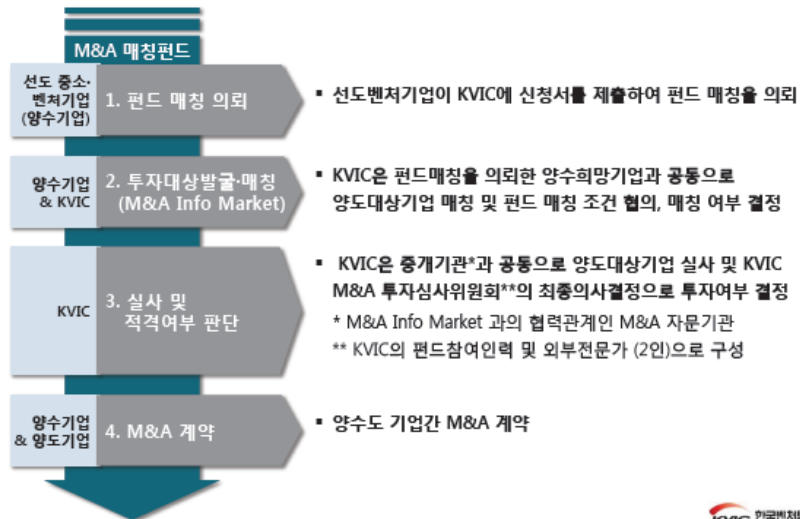 M&A 매칭펀드
선도 중소·
벤처기업
(양수기업)
1. 펀드 매칭 의뢰
▪ 선도벤처기업이 KVIC에 신청서를 제출하여 펀드 매칭을 의뢰
양수기업
& KVIC
2. 투자대상발굴·매칭
(M&A Info Market)
▪ KVIC은 펀드매칭을 의뢰한 양수희망기업과 공통으로
양도대상기업 매칭 및 펀드 매칭 조건 협의, 매칭 여부 결정
KVIC
3. 실사 및
적격여부 판단
▪ KVIC은 중개기관*과 공통으로 양도대상기업 실사 및 KVIC
M&A 투자심사위원회**의 최종의사결정으로 투자여부 결정
* M&A Info Market 과의 협력관계인 M&A 자문기관
** KVIC의 펀드참여인력 및 외부전문가 (2인)으로 구성
양수기업
& 양도기업
4. M&A 계약
▪ 양수도 기업간 M&A 계약